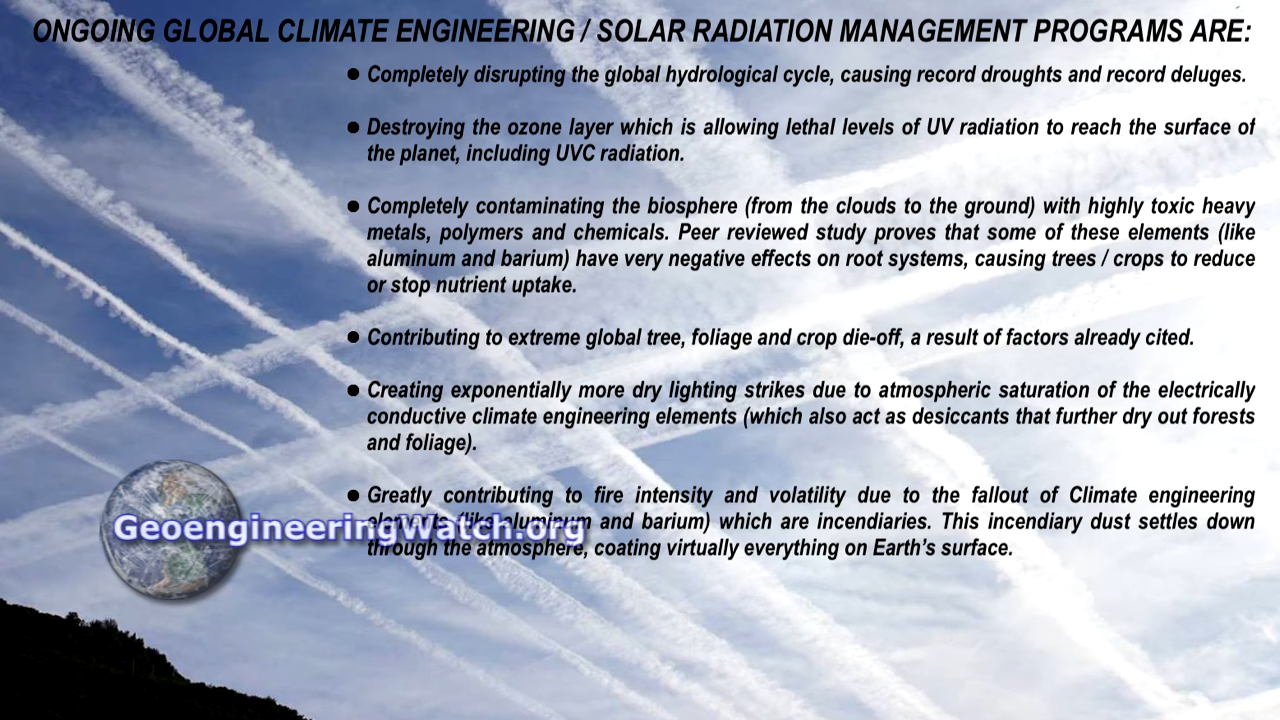 ONGOING GLOBAL CLIMATE ENGINEERING / SOLAR RADIATION MANAGEMENT PROGRAMS ARE:
● Completely disrupting the global hydrological cycle, causing record droughts and record deluges.
● Destroying the ozone layer which is allowing lethal levels of UV radiation to reach the surface of
the planet, including UVC radiation.
● Completely contaminating the biosphere (from the clouds to the ground) with highly toxic heavy
metals, polymers and chemicals. Peer reviewed study proves that some of these elements (like
aluminum and barium) have very negative effects on root systems, causing trees / crops to reduce
or stop nutrient uptake.
● Contributing to extreme global tree, foliage and crop die-off, a result of factors already cited.
● Creating exponentially more dry lighting strikes due to atmospheric saturation of the electrically
conductive climate engineering elements (which also act as desiccants that further dry out forests
and foliage).
● Greatly contributing to fire intensity and volatility due to the fallout of Climate engineering
elements (like aluminum and barium) which are incendiaries. This incendiary dust settles down
through the atmosphere, coating virtually everything on Earth's surface.
GeoengineeringWatch.org